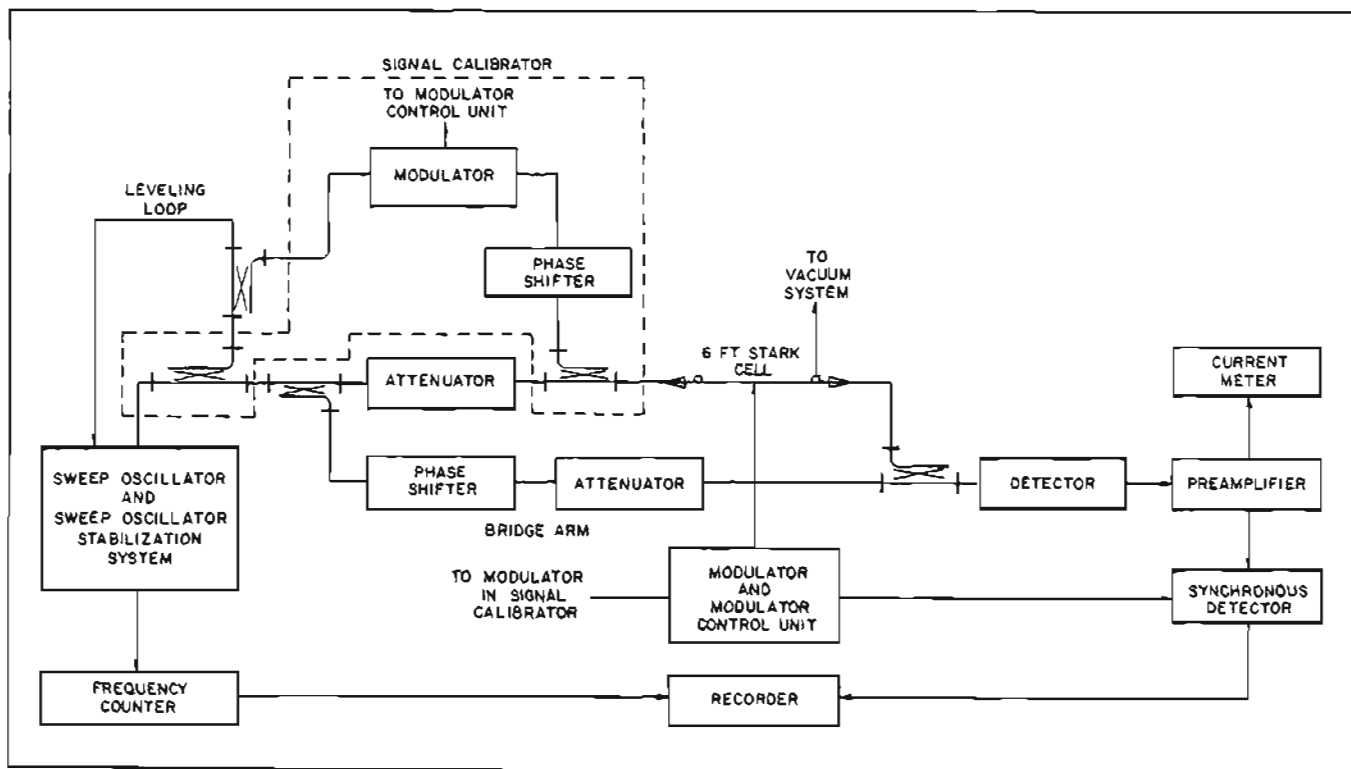 SIGNAL CALIBRATOR
TO MODULATOR
CONTROL UNIT
MODULATOR
LEVELING
LOOP
PHASE
SHIFTER
TO
VACUUM
SYSTEM
6 FT STARK
CELL
ATTENUATOR
CURRENT
METER
SWEEP OSCILLATOR
AND
SWEEP OSCILLATOR
STABILIZATION
SYSTEM
PHASE
SHIFTER
ATTENUATOR
DETECTOR
PREAMPLIFIER
BRIDGE ARM
TO MODULATOR
IN SIGNAL
CALIBRATOR
MODULATOR
AND
MODULATOR
CONTROL UNIT
SYNCHRONOUS
DETECTOR
FREQUENCY
COUNTER
RECORDER